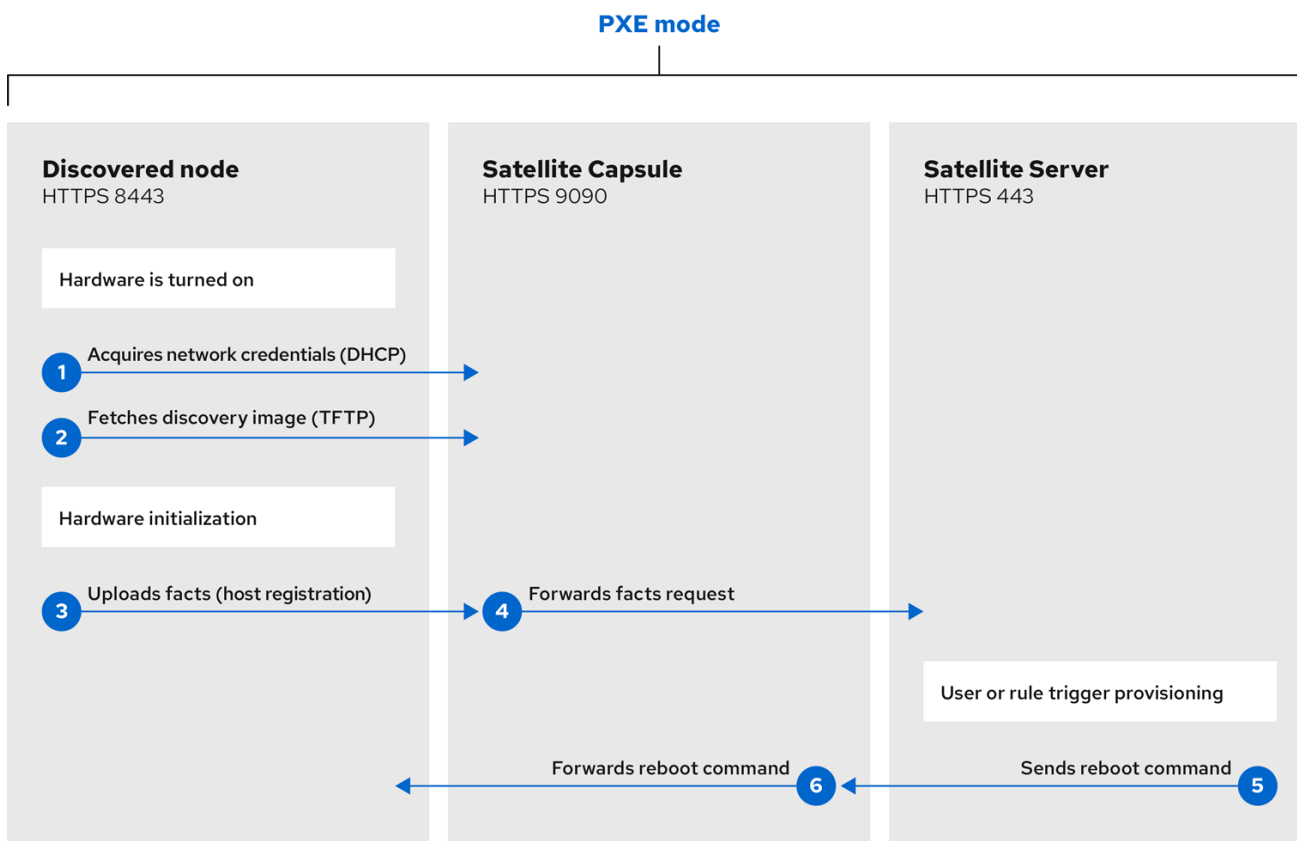 PXE mode
Discovered node
HTTPS 8443
Hardware is turned on
1
Acquires network credentials (DHCP)
2
Fetches discovery image (TFTP)
Hardware initialization
3
Uploads facts (host registration)
Satellite Capsule
HTTPS 9090
4
Forwards facts request
Satellite Server
HTTPS 443
User or rule trigger provisioning
Sends reboot command
5
Forwards reboot command
6